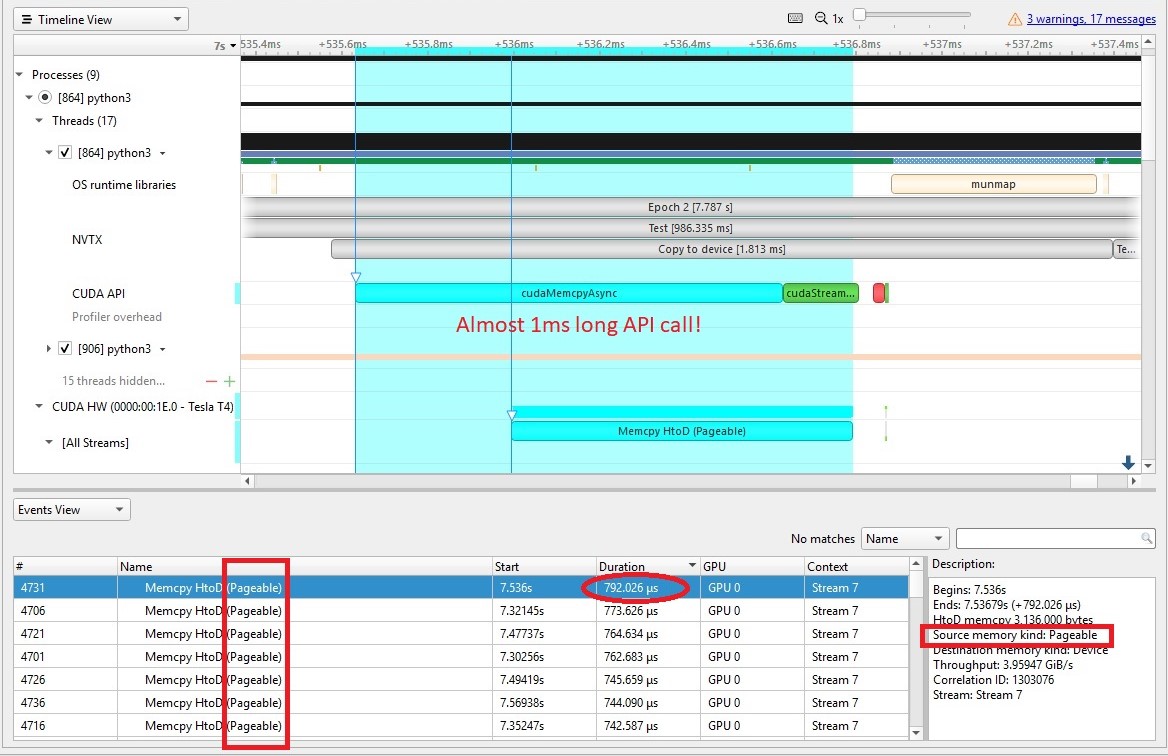 Timeline View
1x
3 warnings, 17 messages
7s
535.4ms +535.6ms +535.8ms +536ms +536.2ms +536.4ms +536.6ms +536.8ms +537ms +537.2ms +537.4ms
Processes (9)
[864] python3
Threads (17)
[864] python3
OS runtime libraries
munmap
Epoch 2 [7.787 s]
Test [986.335 ms]
NVTX
Copy to device [1.813 ms]
Te...
CUDA API
cudaMemcpyAsync
cudaStream...
Profiler overhead
Almost 1ms long API call!
[906] python3
15 threads hidden...
CUDA HW (0000:00:1E.0 - Tesla T4)
[All Streams]
Memcpy HtoD (Pageable)
Events View
No matches
Name
# Name Start Duration GPU Context
4731 Memcpy HtoD (Pageable) 7.536s 792.026 μs GPU 0 Stream 7
4706 Memcpy HtoD (Pageable) 7.32145s 773.626 μs GPU 0 Stream 7
4721 Memcpy HtoD (Pageable) 7.47737s 764.634 μs GPU 0 Stream 7
4701 Memcpy HtoD (Pageable) 7.30256s 762.683 μs GPU 0 Stream 7
4726 Memcpy HtoD (Pageable) 7.49419s 745.659 μs GPU 0 Stream 7
4736 Memcpy HtoD (Pageable) 7.56938s 744.090 μs GPU 0 Stream 7
4716 Memcpy HtoD (Pageable) 7.35247s 742.587 μs GPU 0 Stream 7
Description:
Begins: 7.536s
Ends: 7.53679s (+792.026 μs)
HtoD memcpy 3,136,000 bytes
Source memory kind: Pageable
Destination memory kind: Device
Throughput: 3.95947 GiB/s
Correlation ID: 1303076
Stream: Stream 7